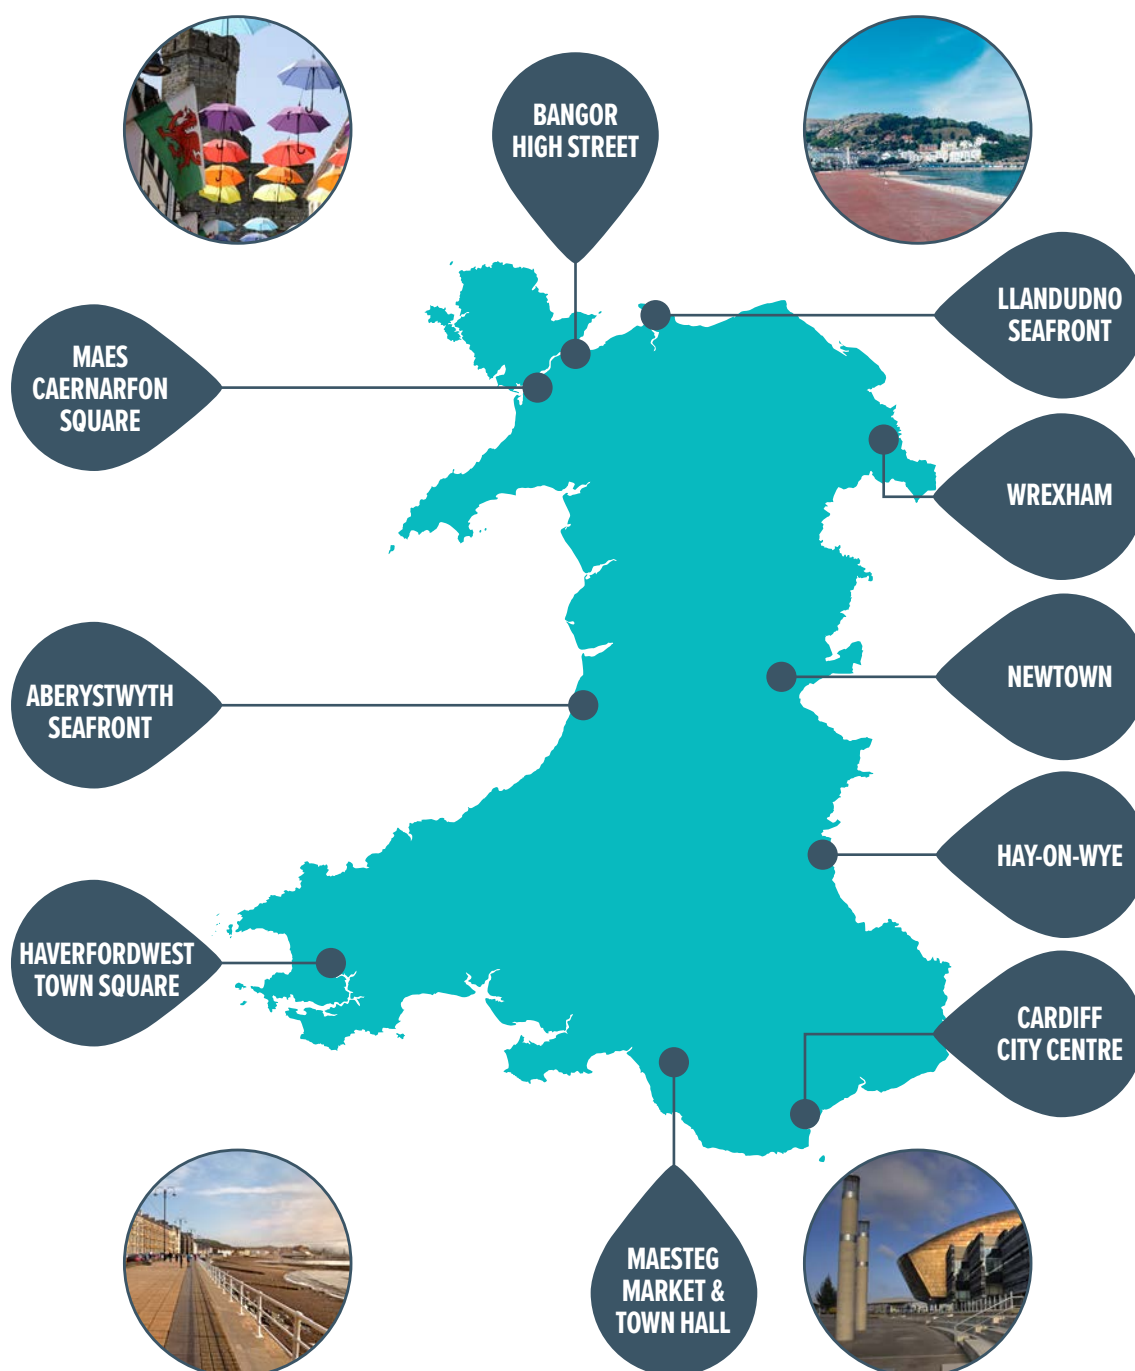 BANGOR
HIGH STREET
LLANDUDNO
SEAFRONT
MAES
CAERNARFON
SQUARE
WREXHAM
NEWTOWN
ABERYSTWYTH
SEAFRONT
HAY-ON-WYE
HAVERFORDWEST
TOWN SQUARE
CARDIFF
CITY CENTRE
MAESTEG
MARKET &
TOWN HALL